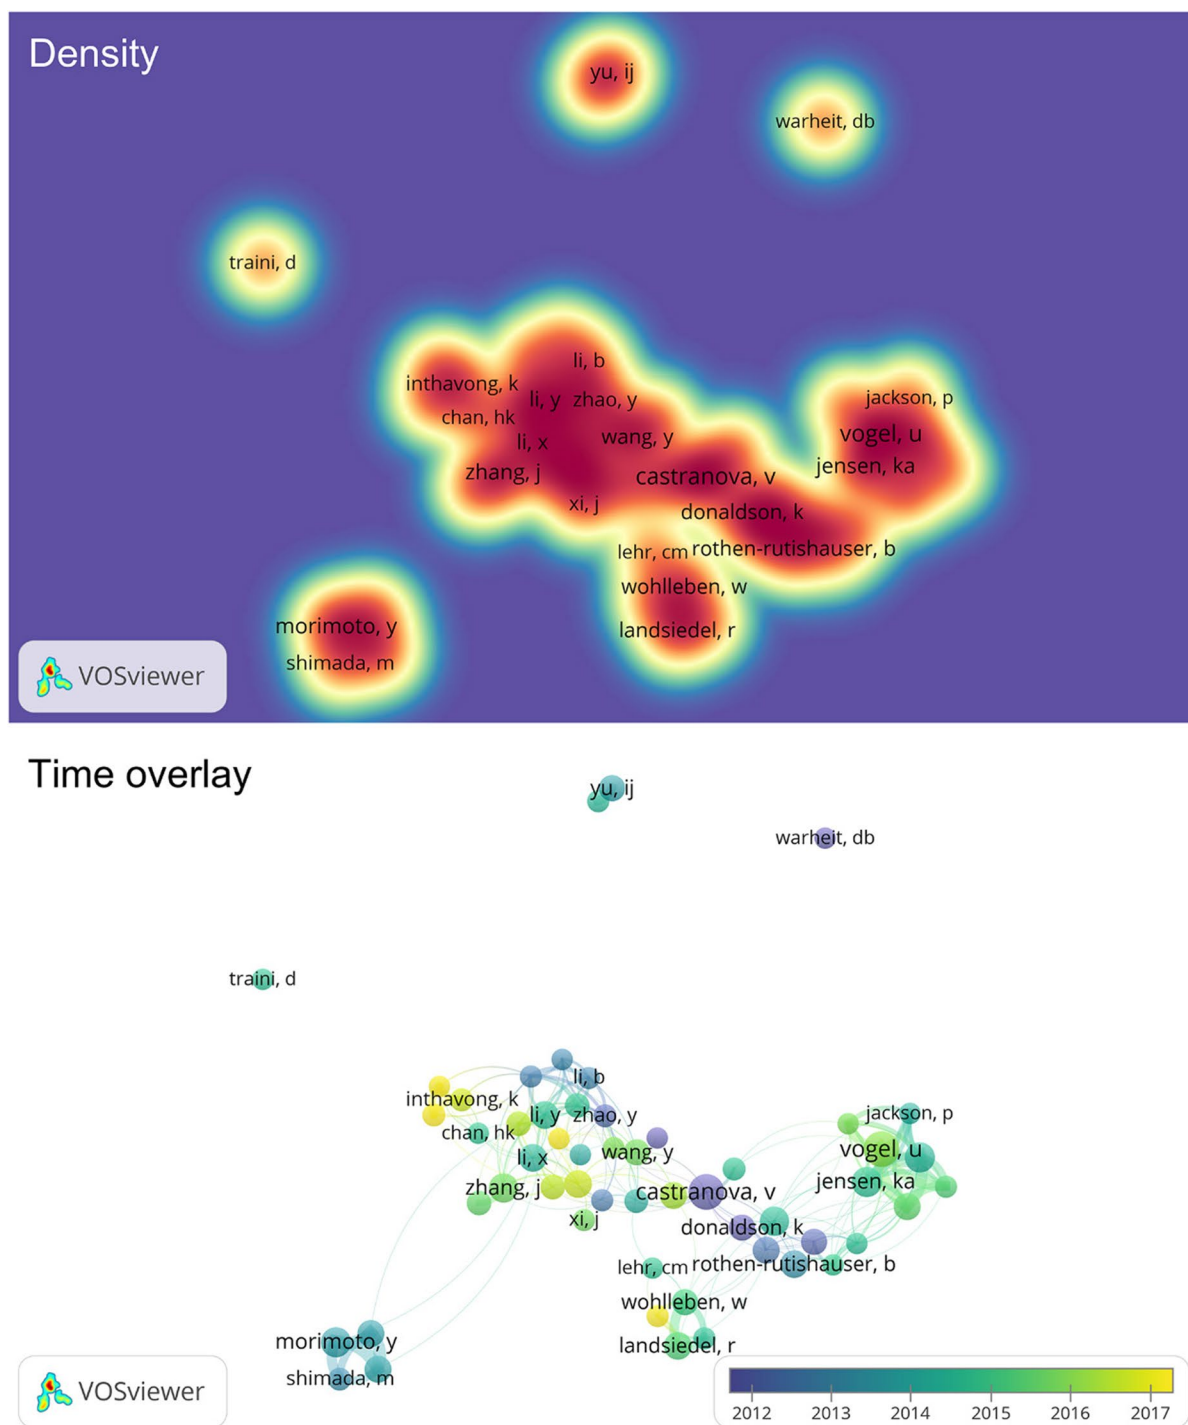 Density
yu, ij
warheit, db
traini, d
li, b
inthavong, k
li, y
zhao, y
jackson, p
chan, hk
vogel, u
li, x
wang, y
zhang, j
castranova, v
jensen, ka
xi, j
donaldson, k
lehr, cm
rothen-rutishauser, b
wohlleben, w
morimoto, y
landsiedel, r
shimada, m
VOSviewer
Time overlay
yu, ij
warheit, db
traini, d
li, b
inthavong, k
li, y
zhao, y
jackson, p
chan, hk
vogel, u
li, x
wang, y
zhang, j
castranova, v
jensen, ka
xi, j
donaldson, k
lehr, cm
rothen-rutishauser, b
wohlleben, w
morimoto, y
landsiedel, r
shimada, m
VOSviewer
2012 2013 2014 2015 2016 2017